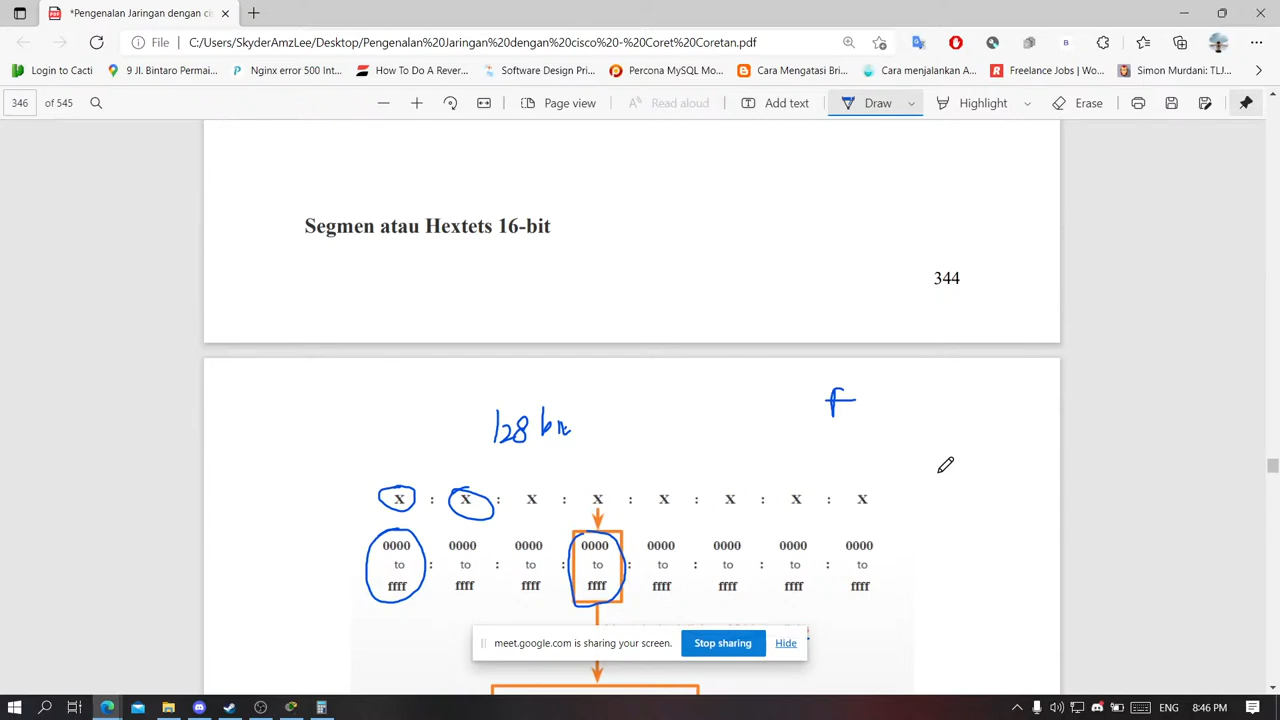 *Pengenalan Jaringan dengan cis
File C:/Users/SkyderAmzLee/Desktop/Pengenalan%20Jaringan%20dengan%20cisco%20-%20Coret%20Coretan.pdf
Login to Cacti 9 Jl. Bintaro Permai... Nginx error 500 Int... How To Do A Rever... Software Design Pri... Percona MySQL Mo... Cara Mengatasi Bri... Cara menjalankan A... Freelance Jobs | Wo... Simon Mundani: TLJ...
346 of 545 Page view Read aloud Add text Draw Highlight Erase
Segmen atau Hextets 16-bit
344
F
128 bit
X : X : X : X : X : X : X : X
0000 0000 0000 0000 0000 0000 0000 0000
to : to : to : to : to : to : to : to
ffff ffff ffff ffff ffff ffff ffff ffff
meet.google.com is sharing your screen. Stop sharing Hide
ENG 8:46 PM